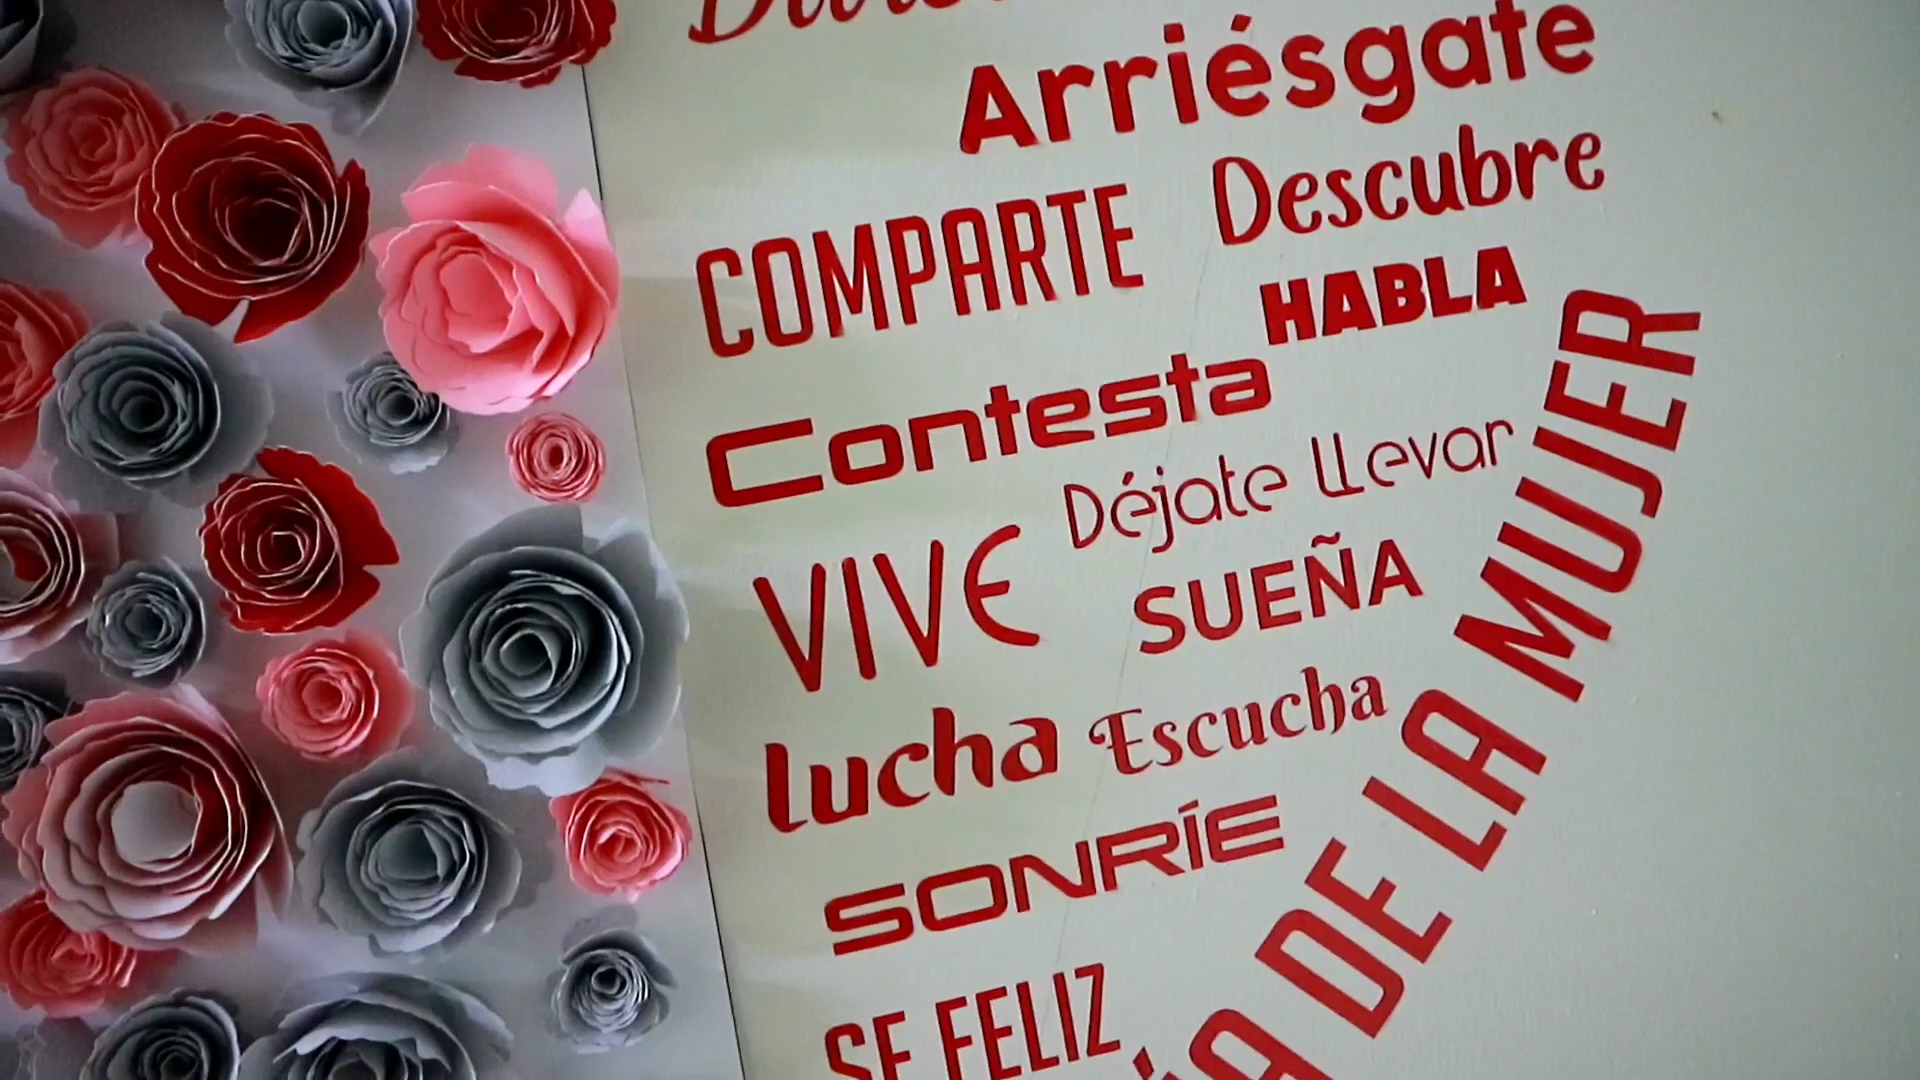 Arriésgate
COMPARTE Descubre
HABLA
Contesta
Déjate LLevar
VIVE SUEÑA
lucha Escucha
SONRÍE
SE FELIZ
DE LA MUJER